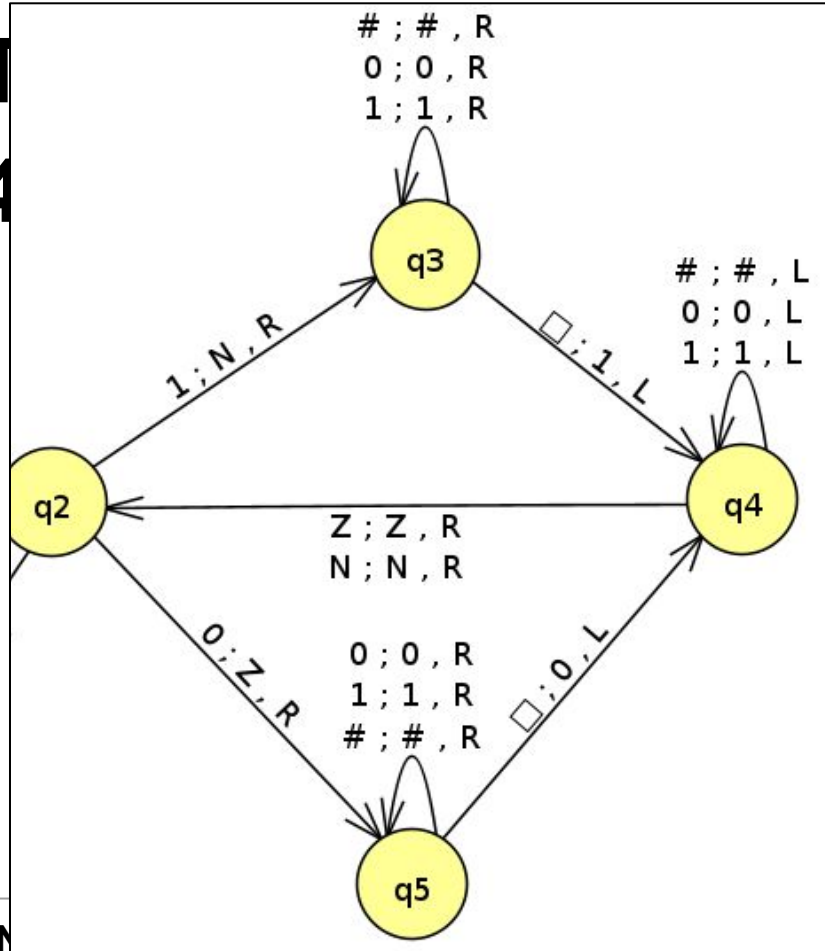 # ; # , R
0 ; 0 , R
1 ; 1 , R
q3
# ; # , L
0 ; 0 , L
1 ; 1 , L
1 ; N , R
□ ; 1 , L
q2
q4
Z ; Z , R
N ; N , R
0 ; Z , R
0 ; 0 , R
1 ; 1 , R
# ; # , R
□ ; 0 , L
q5